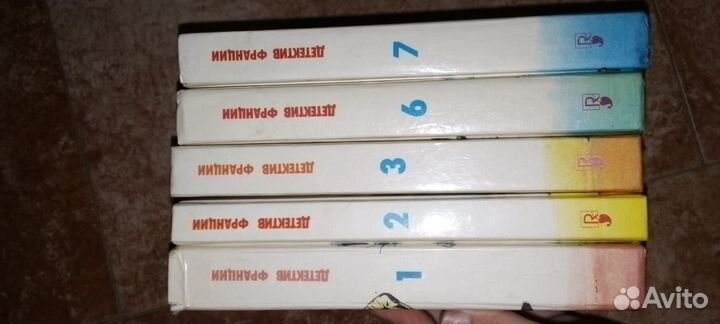 ДЕТЕКТИВ ФРАНЦИИ 7 R
ДЕТЕКТИВ ФРАНЦИИ 6 R
ДЕТЕКТИВ ФРАНЦИИ 3 R
ДЕТЕКТИВ ФРАНЦИИ 2 R
ДЕТЕКТИВ ФРАНЦИИ 1
Avito